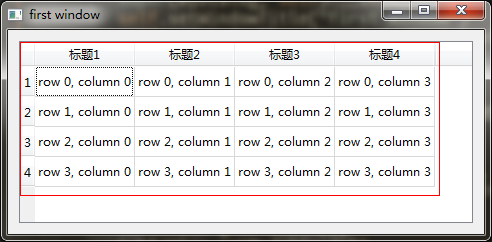 first window
标题1 标题2 标题3 标题4
1 row 0, column 0 row 0, column 1 row 0, column 2 row 0, column 3
2 row 1, column 0 row 1, column 1 row 1, column 2 row 1, column 3
3 row 2, column 0 row 2, column 1 row 2, column 2 row 2, column 3
4 row 3, column 0 row 3, column 1 row 3, column 2 row 3, column 3